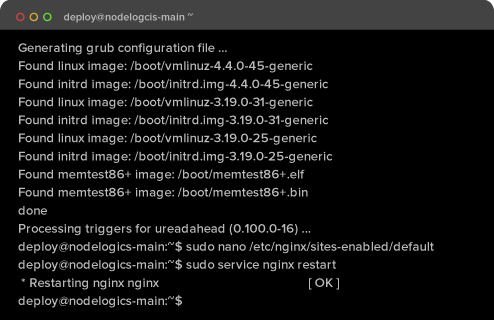 deploy@nodelogcis-main ~
Generating grub configuration file ...
Found linux image: /boot/vmlinuz-4.4.0-45-generic
Found initrd image: /boot/initrd.img-4.4.0-45-generic
Found linux image: /boot/vmlinuz-3.19.0-31-generic
Found initrd image: /boot/initrd.img-3.19.0-31-generic
Found linux image: /boot/vmlinuz-3.19.0-25-generic
Found initrd image: /boot/initrd.img-3.19.0-25-generic
Found memtest86+ image: /boot/memtest86+.elf
Found memtest86+ image: /boot/memtest86+.bin
done
Processing triggers for ureadahead (0.100.0-16) ...
deploy@nodelogics-main:~$ sudo nano /etc/nginx/sites-enabled/default
deploy@nodelogics-main:~$ sudo service nginx restart
* Restarting nginx nginx [ OK ]
deploy@nodelogics-main:~$